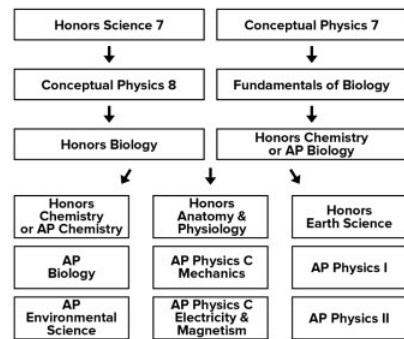 Honors Science 7
Conceptual Physics 7
Conceptual Physics 8
Fundamentals of Biology
Honors Biology
Honors Chemistry
or AP Biology
Honors
Chemistry
or AP Chemistry
Honors
Anatomy &
Physiology
Honors
Earth Science
AP
Biology
AP Physics C
Mechanics
AP Physics I
AP
Environmental
Science
AP Physics C
Electricity &
Magnetism
AP Physics II